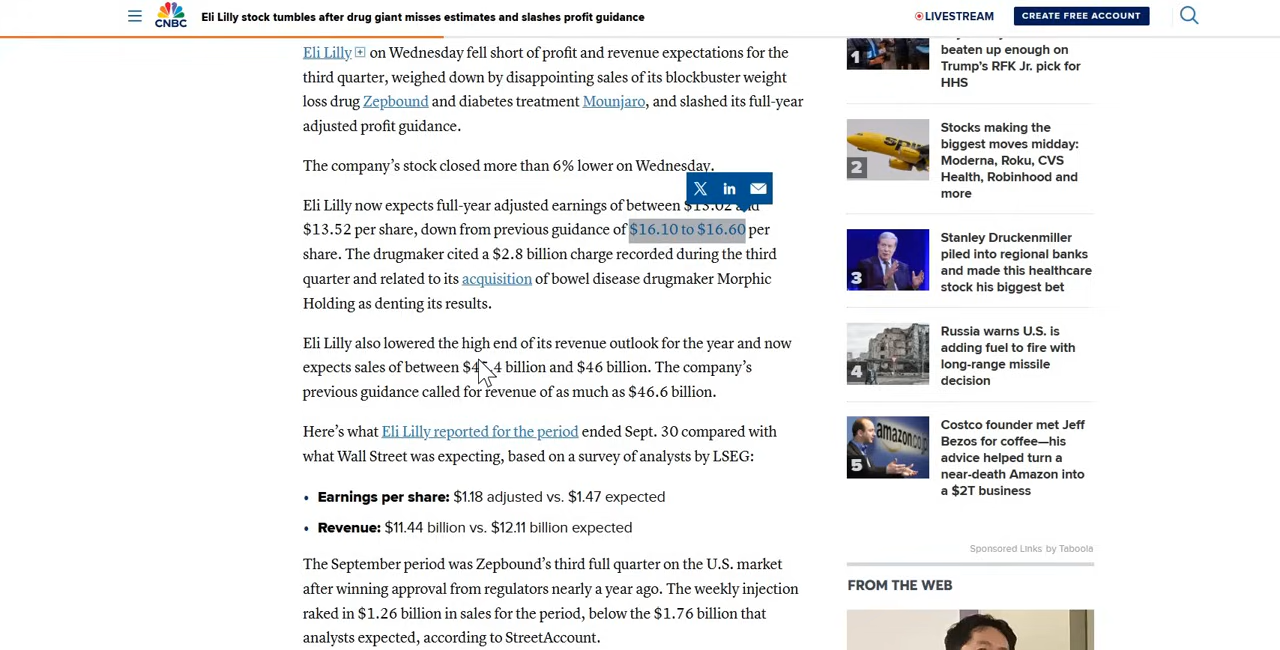 CNBC
Eli Lilly stock tumbles after drug giant misses estimates and slashes profit guidance
LIVESTREAM
CREATE FREE ACCOUNT
Eli Lilly on Wednesday fell short of profit and revenue expectations for the
third quarter, weighed down by disappointing sales of its blockbuster weight
loss drug Zepbound and diabetes treatment Mounjaro, and slashed its full-year
adjusted profit guidance.
The company’s stock closed more than 6% lower on Wednesday.
Eli Lilly now expects full-year adjusted earnings of between $13.02 and
$13.52 per share, down from previous guidance of $16.10 to $16.60 per
share. The drugmaker cited a $2.8 billion charge recorded during the third
quarter and related to its acquisition of bowel disease drugmaker Morphic
Holding as denting its results.
Eli Lilly also lowered the high end of its revenue outlook for the year and now
expects sales of between billion and $46 billion. The company’s
previous guidance called for revenue of as much as $46.6 billion.
Here’s what Eli Lilly reported for the period ended Sept. 30 compared with
what Wall Street was expecting, based on a survey of analysts by LSEG:
• Earnings per share: $1.18 adjusted vs. $1.47 expected
• Revenue: $11.44 billion vs. $12.11 billion expected
The September period was Zepbound’s third full quarter on the U.S. market
after winning approval from regulators nearly a year ago. The weekly injection
raked in $1.26 billion in sales for the period, below the $1.76 billion that
analysts expected, according to StreetAccount.
1
beaten up enough on
Trump’s RFK Jr. pick for
HHS
2
Stocks making the
biggest moves midday:
Moderna, Roku, CVS
Health, Robinhood and
more
3
Stanley Druckenmiller
piled into regional banks
and made this healthcare
stock his biggest bet
4
Russia warns U.S. is
adding fuel to fire with
long-range missile
decision
5
amazon.co
Costco founder met Jeff
Bezos for coffee—his
advice helped turn a
near-death Amazon into
a $2T business
Sponsored Links by Taboola
FROM THE WEB